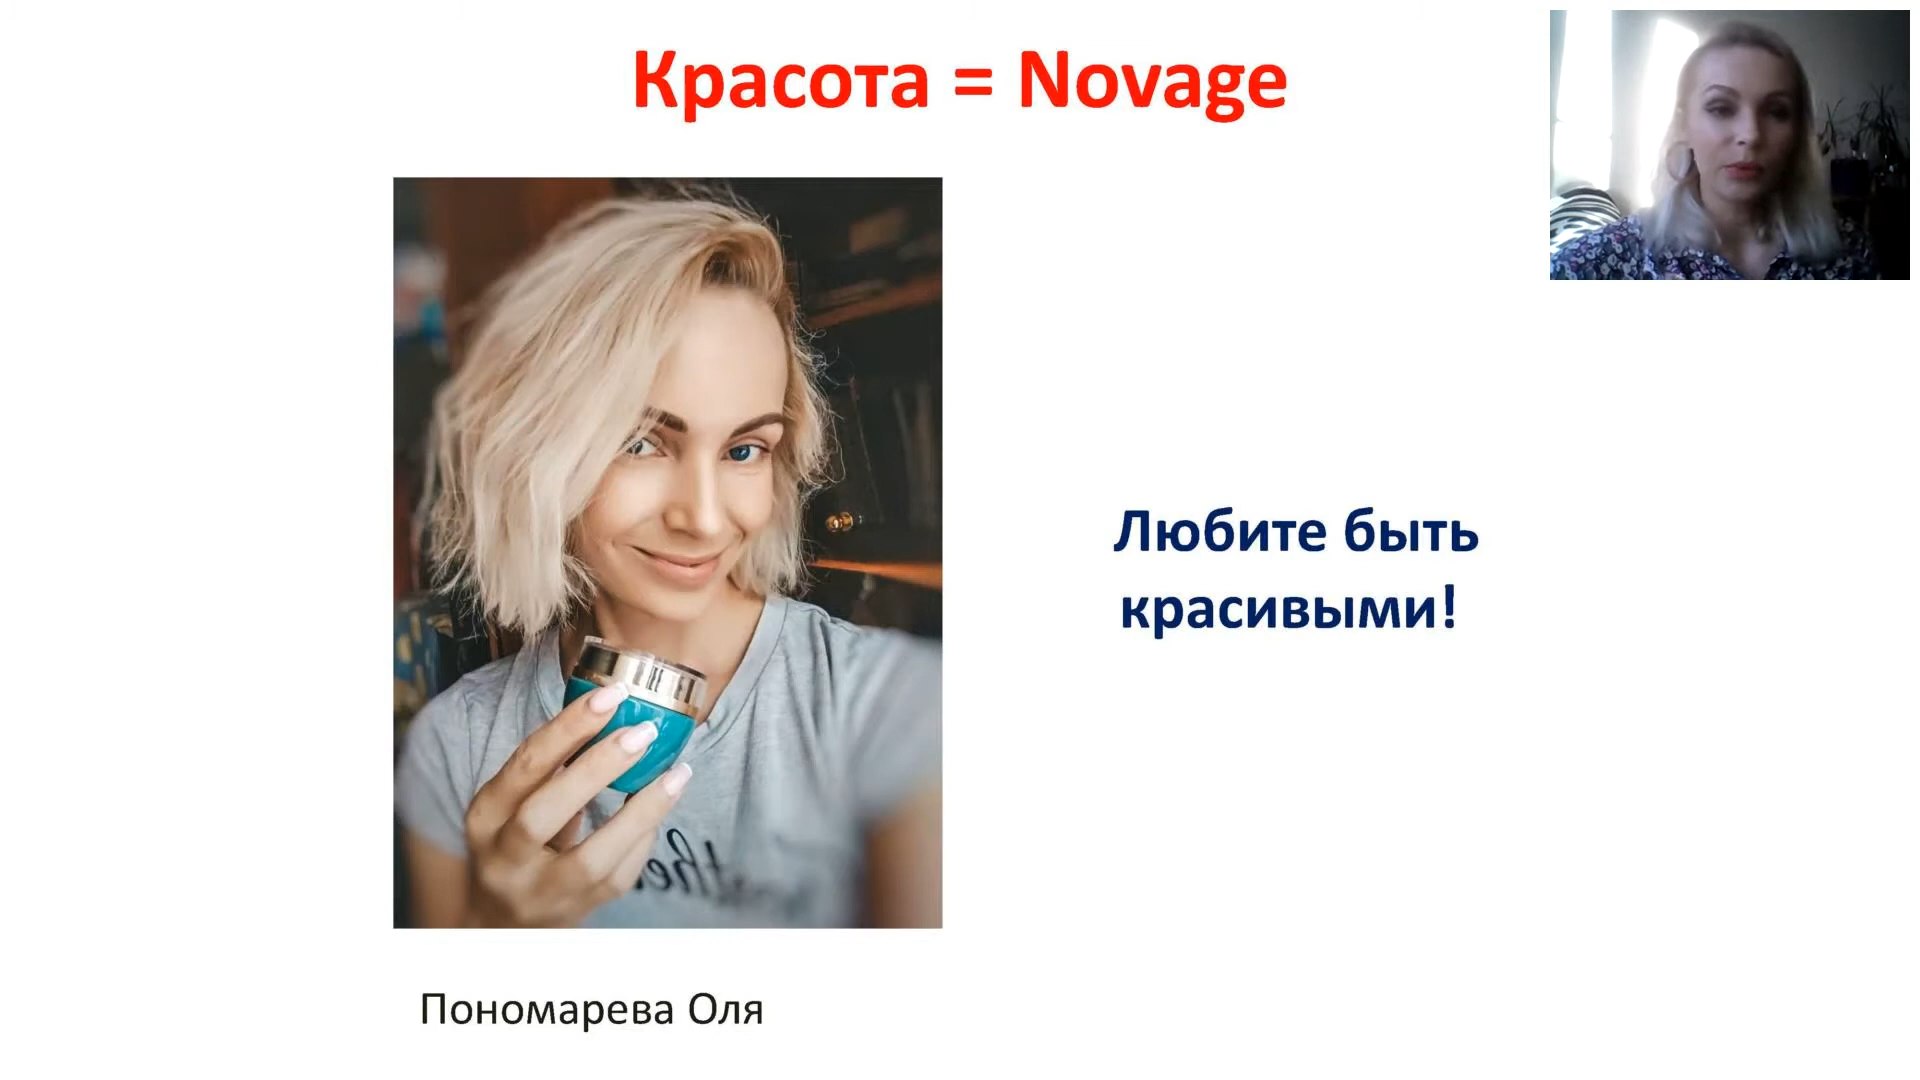 Красота = Novage
Любите быть
красивыми!
Пономарева Оля